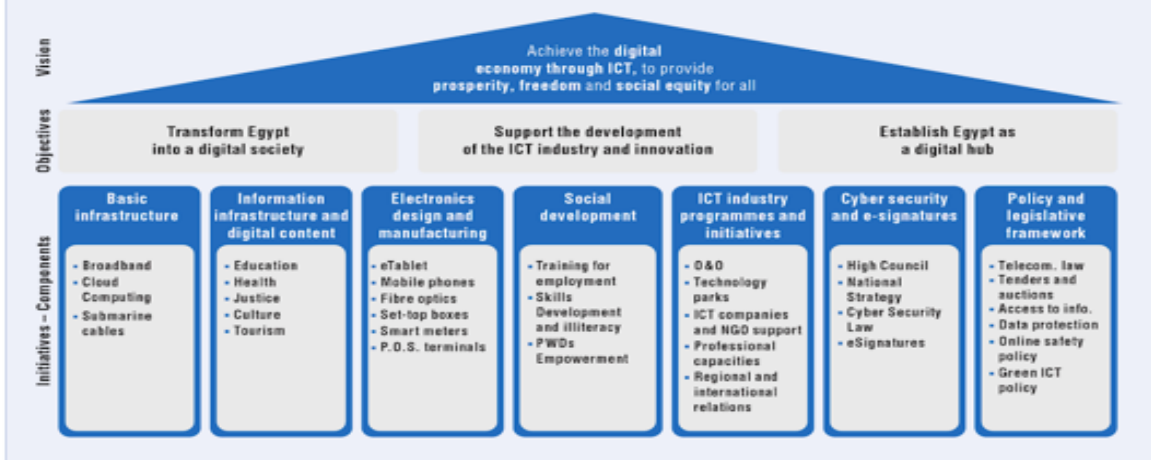 Vision
Achieve the digital
economy through ICT, to provide
prosperity, freedom and social equity for all
Objectives
Transform Egypt
into a digital society
Support the development
of the ICT industry and innovation
Establish Egypt as
a digital hub
Initiatives – Components
Basic
infrastructure
- Broadband
- Cloud
Computing
- Submarine
cables
Information
infrastructure and
digital content
- Education
- Health
- Justice
- Culture
- Tourism
Electronics
design and
manufacturing
- eTablet
- Mobile phones
- Fibre optics
- Set-top boxes
- Smart meters
- P.O.S. terminals
Social
development
- Training for
employment
- Skills
Development
and illiteracy
- PWDs
Empowerment
ICT industry
programmes and
initiatives
- O&O
- Technology
parks
- ICT companies
and NGO support
- Professional
capacities
- Regional and
international
relations
Cyber security
and e-signatures
- High Council
- National
Strategy
- Cyber Security
Law
- eSignatures
Policy and
legislative
framework
- Telecom. law
- Tenders and
auctions
- Access to info.
- Data protection
- Online safety
policy
- Green ICT
policy